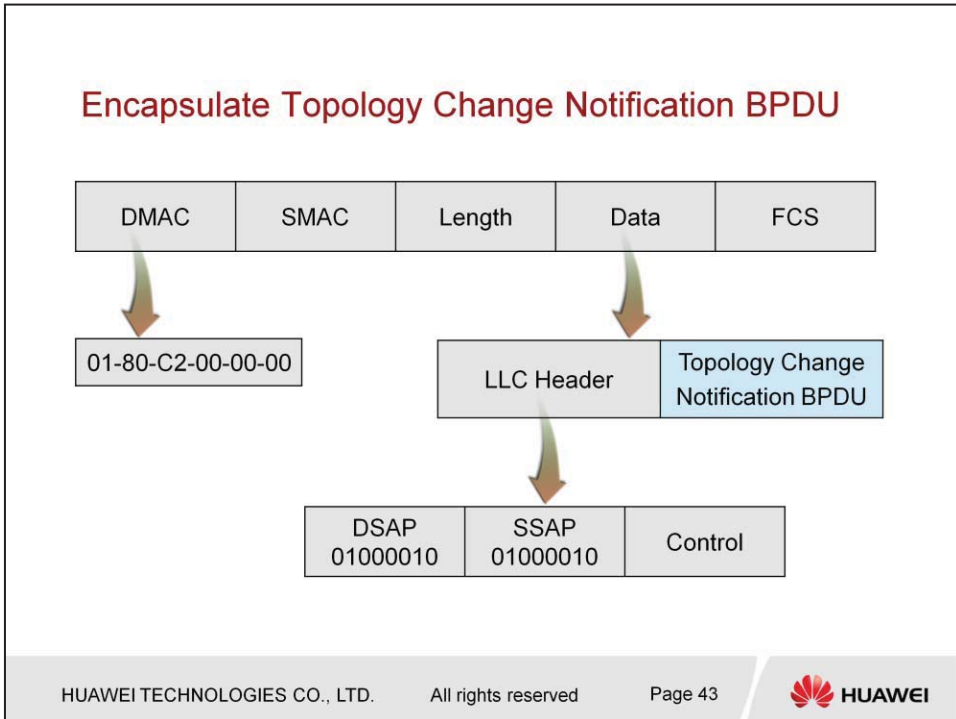 Encapsulate Topology Change Notification BPDU
DMAC
SMAC
Length
Data
FCS
01-80-C2-00-00-00
LLC Header
Topology Change
Notification BPDU
DSAP
01000010
SSAP
01000010
Control
HUAWEI TECHNOLOGIES CO., LTD.
All rights reserved
Page 43
HUAWEI